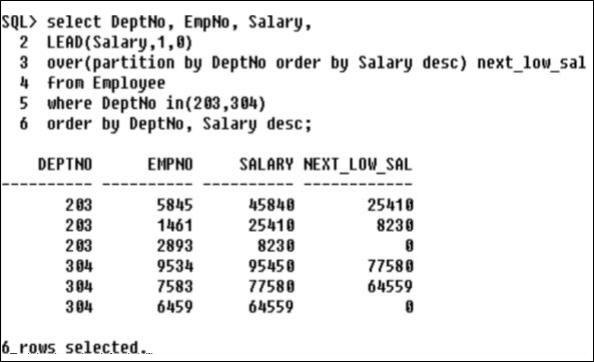 SQL> select DeptNo, EmpNo, Salary,
2 LEAD(Salary,1,0)
3 over(partition by DeptNo order by Salary desc) next_low_sal
4 from Employee
5 where DeptNo in(203,304)
6 order by DeptNo, Salary desc;
DEPTNO EMPNO SALARY NEXT_LOW_SAL
---------- ---------- ---------- ------------
203 5845 45840 25410
203 1461 25410 8230
203 2893 8230 0
304 9534 95450 77580
304 7583 77580 64559
304 6459 64559 0
6 rows selected.